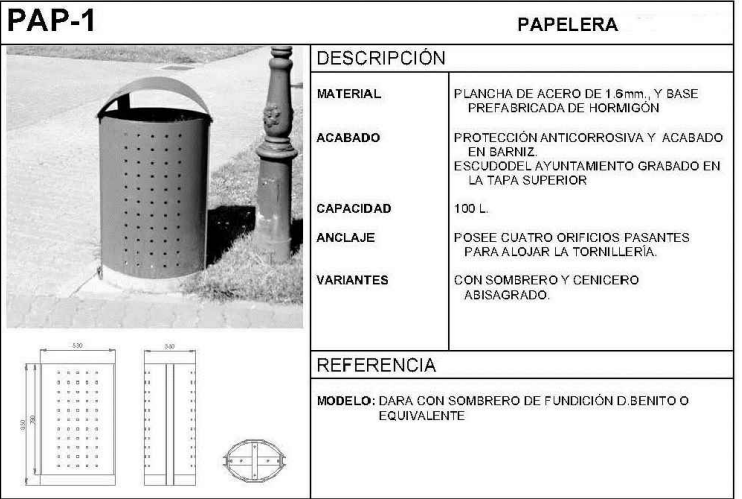 PAP-1
PAPELERA
DESCRIPCIÓN
MATERIAL
PLANCHA DE ACERO DE 1.6mm., Y BASE
PREFABRICADA DE HORMIGÓN
ACABADO
PROTECCIÓN ANTICORROSIVA Y ACABADO
EN BARNIZ.
ESCUDODEL AYUNTAMIENTO GRABADO EN
LA TAPA SUPERIOR
CAPACIDAD
100 L.
ANCLAJE
POSEE CUATRO ORIFICIOS PASANTES
PARA ALOJAR LA TORNILLERÍA.
VARIANTES
CON SOMBRERO Y CENICERO
ABISAGRADO.
REFERENCIA
MODELO: DARA CON SOMBRERO DE FUNDICIÓN D.BENITO O
EQUIVALENTE